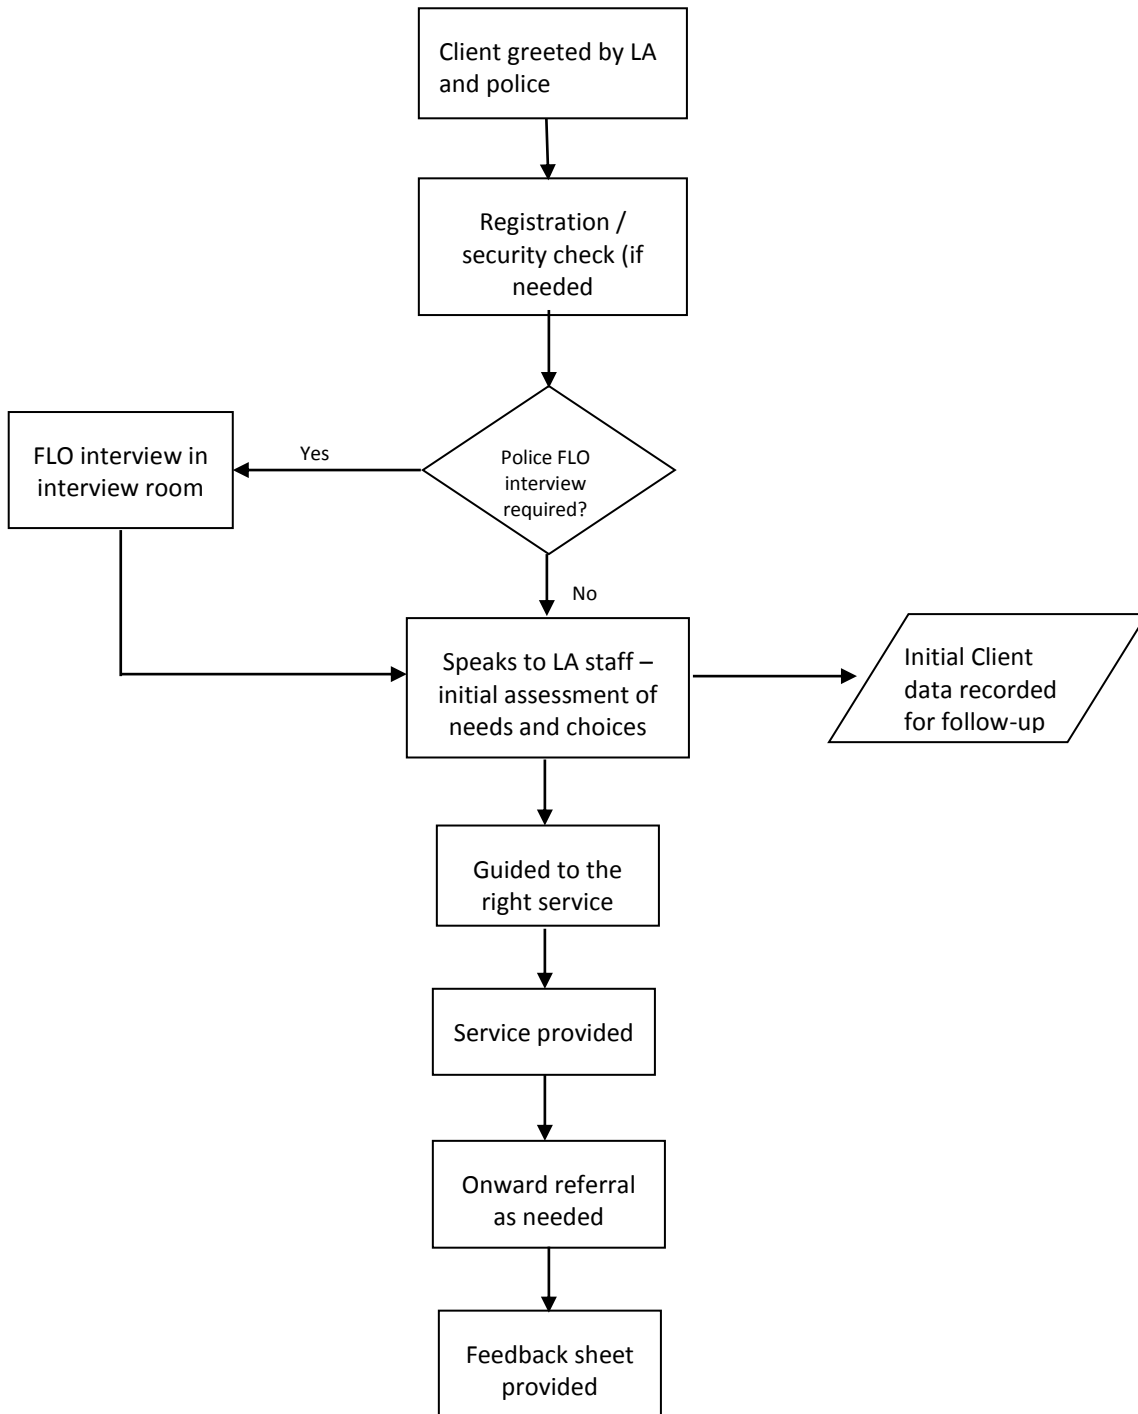 Client greeted by LA
and police
Registration /
security check (if
needed
Police FLO
interview
required?
Yes
FLO interview in
interview room
No
Speaks to LA staff –
initial assessment of
needs and choices
Initial Client
data recorded
for follow-up
Guided to the
right service
Service provided
Onward referral
as needed
Feedback sheet
provided